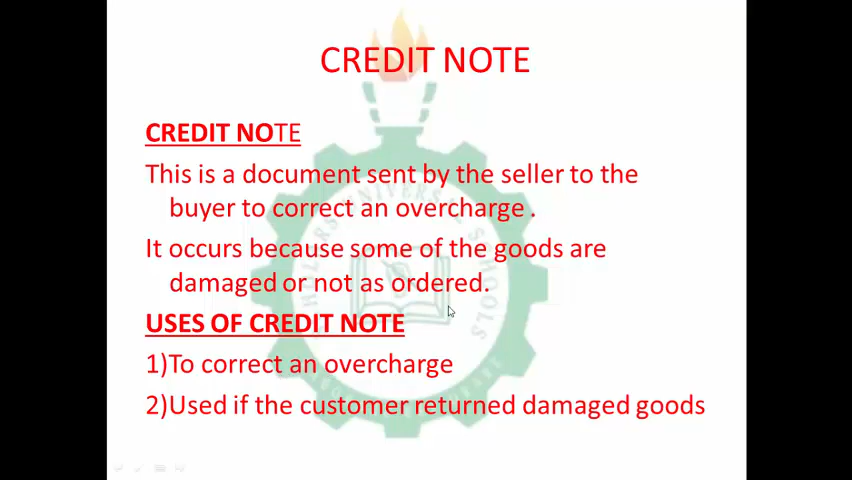 CREDIT NOTE
CREDIT NOTE
This is a document sent by the seller to the
buyer to correct an overcharge .
It occurs because some of the goods are
damaged or not as ordered.
USES OF CREDIT NOTE
1)To correct an overcharge
2)Used if the customer returned damaged goods